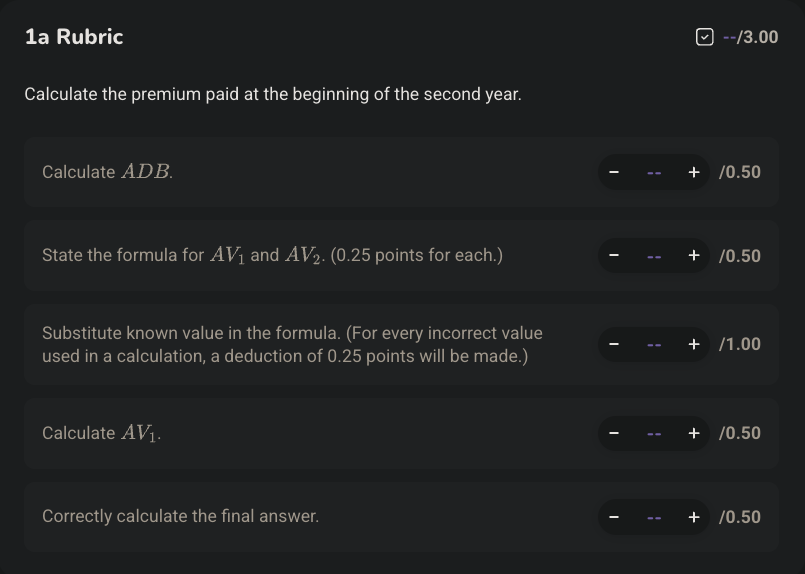 1a Rubric --/3.00
Calculate the premium paid at the beginning of the second year.
Calculate ADB. − -- + /0.50
State the formula for AV₁ and AV₂. (0.25 points for each.) − -- + /0.50
Substitute known value in the formula. (For every incorrect value
used in a calculation, a deduction of 0.25 points will be made.) − -- + /1.00
Calculate AV₁. − -- + /0.50
Correctly calculate the final answer. − -- + /0.50